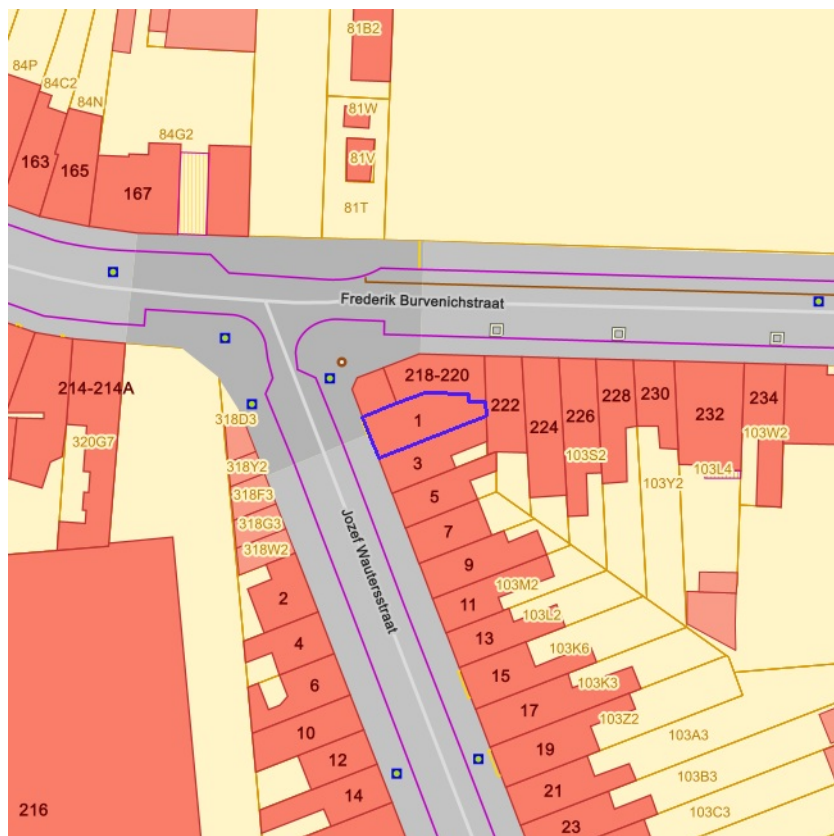 81B2
84P
84C2
84N
81W
84G2
163
165
81V
167
81T
Frederik Burvenichstraat
214-214A
218-220
222
224
226
228
230
232
234
318D3
1
320G7
103W2
3
103S2
318Y2
103L4
103Y2
5
318F3
318G3
7
Jozef Wautersstraat
318W2
9
103M2
2
11
103L2
4
13
103K6
6
15
103K3
17
103Z2
10
103A3
19
12
103B3
21
14
216
103C3
23